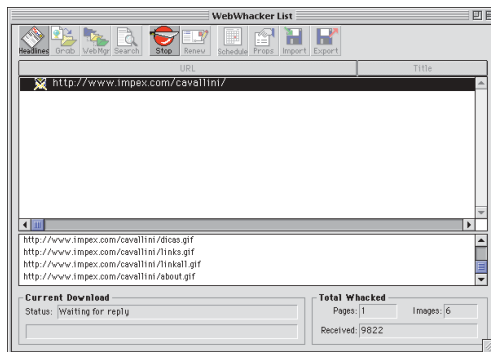 WebWhacker List
Headlines Grab WebMgr Search Stop Renew Schedule Props Import Export
URL Title
http://www.impex.com/cavallini/
http://www.impex.com/cavallini/dicas.gif
http://www.impex.com/cavallini/links.gif
http://www.impex.com/cavallini/linkall.gif
http://www.impex.com/cavallini/about.gif
Current Download Total Whacked
Status: Waiting for reply Pages: 1 Images: 6
Received: 9822